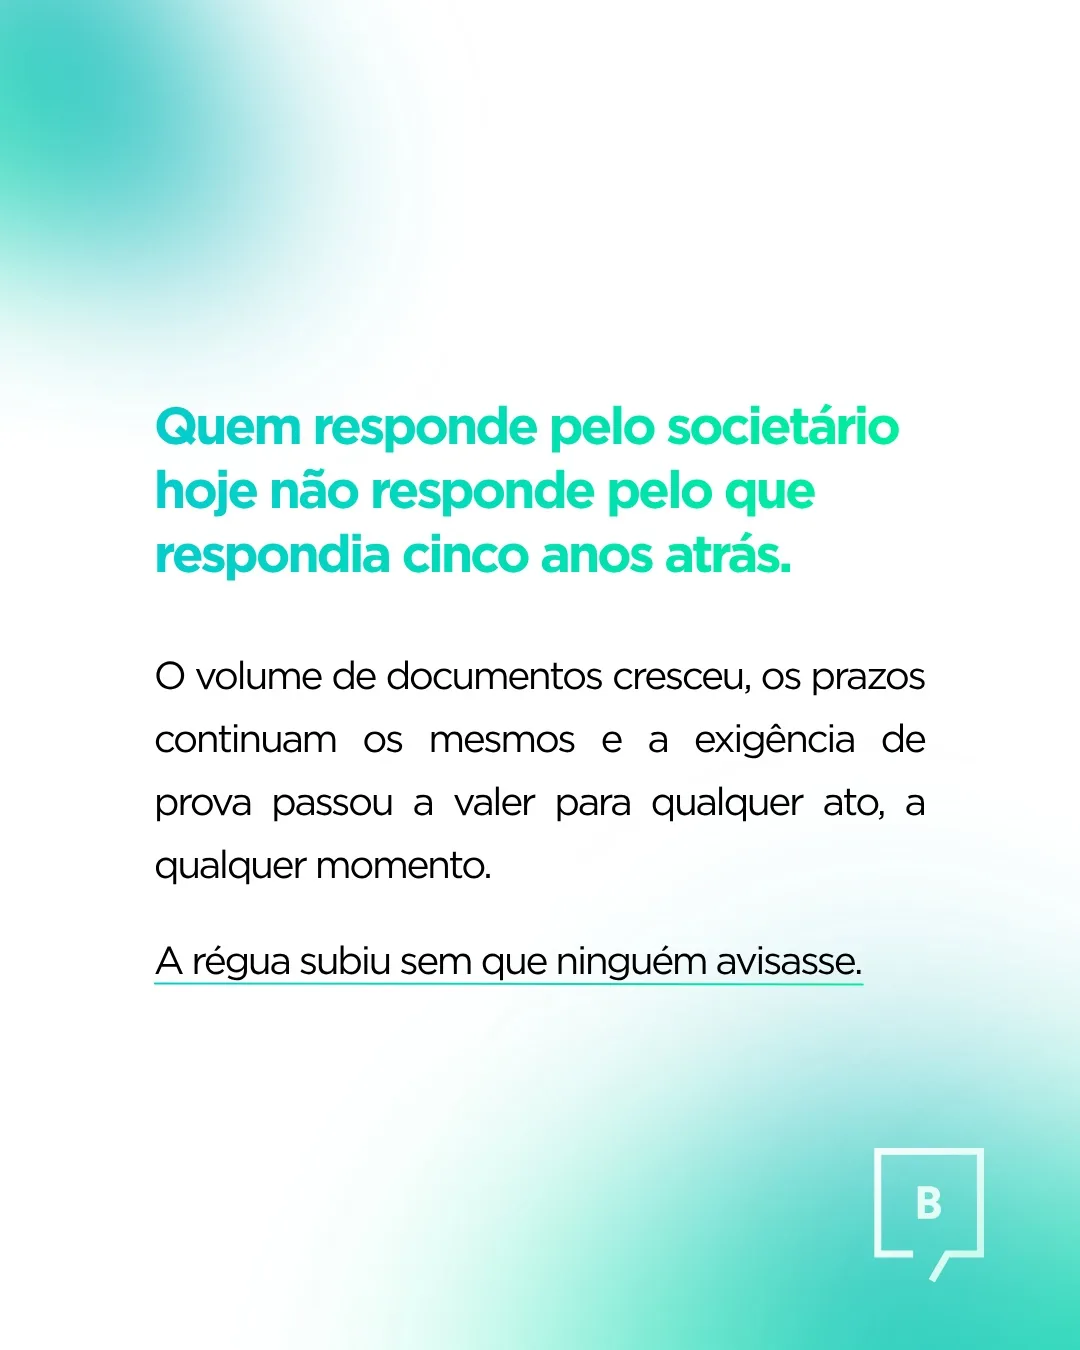 Quem responde pelo societário
hoje não responde pelo que
respondia cinco anos atrás.
O volume de documentos cresceu, os prazos
continuam os mesmos e a exigência de
prova passou a valer para qualquer ato, a
qualquer momento.
A régua subiu sem que ninguém avisasse.
B